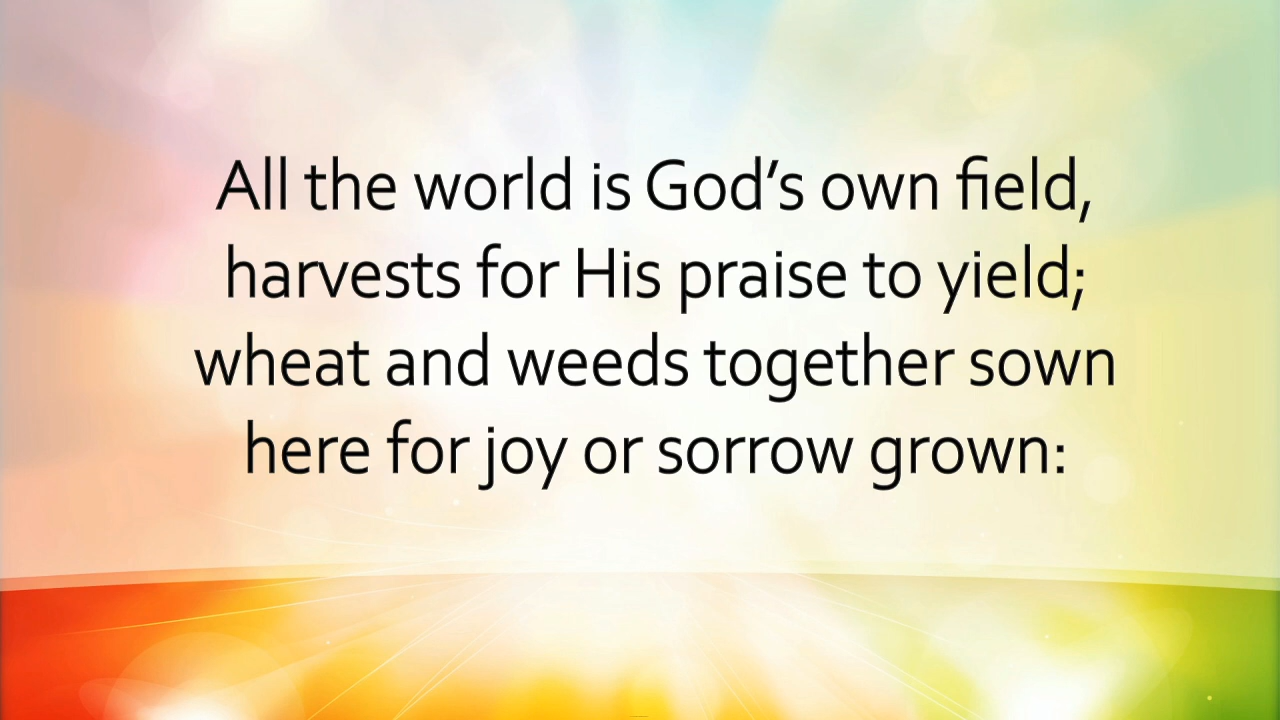 All the world is God’s own field,
harvests for His praise to yield;
wheat and weeds together sown
here for joy or sorrow grown: